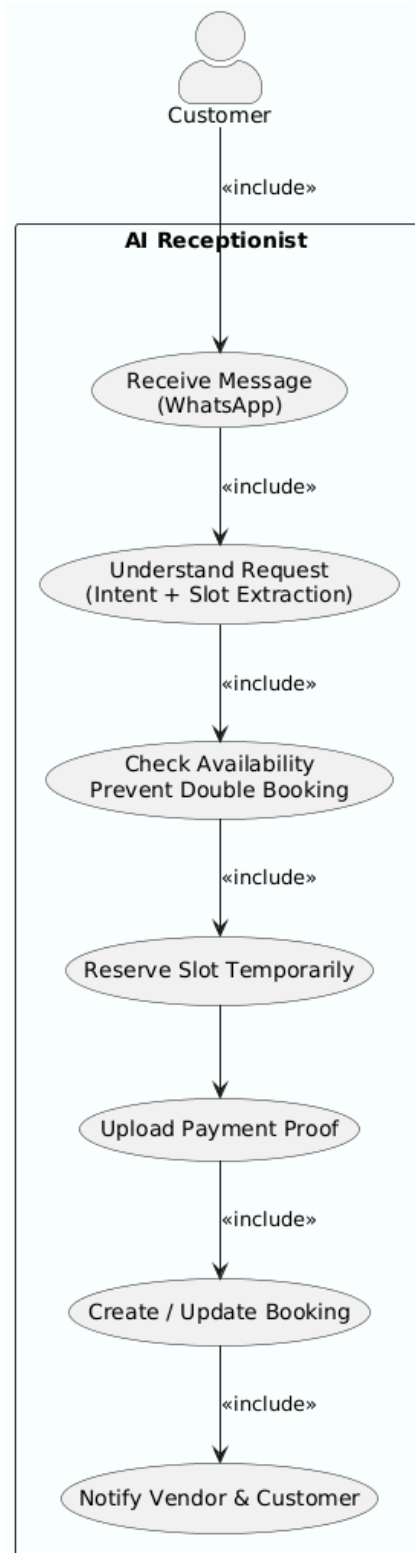 Customer
«include»
AI Receptionist
Receive Message
(WhatsApp)
«include»
Understand Request
(Intent + Slot Extraction)
«include»
Check Availability
Prevent Double Booking
«include»
Reserve Slot Temporarily
Upload Payment Proof
«include»
Create / Update Booking
«include»
Notify Vendor & Customer